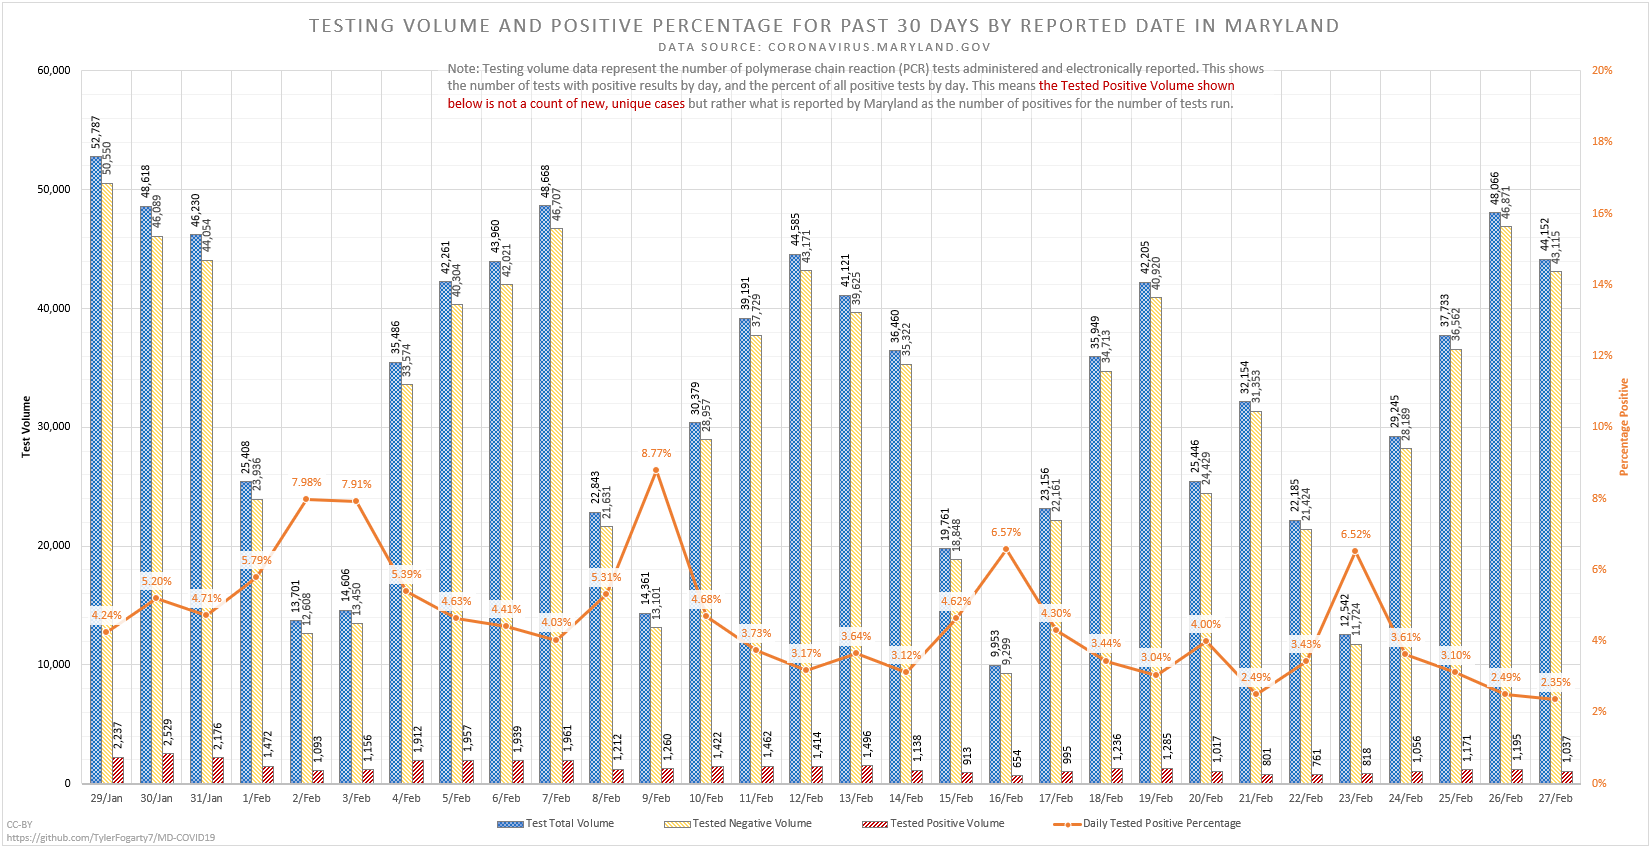 TESTING VOLUME AND POSITIVE PERCENTAGE FOR PAST 30 DAYS BY REPORTED DATE IN MARYLAND
DATA SOURCE: CORONAVIRUS.MARYLAND.GOV
Note: Testing volume data represent the number of polymerase chain reaction (PCR) tests administered and electronically reported. This shows
the number of tests with positive results by day, and the percent of all positive tests by day. This means the Tested Positive Volume shown
below is not a count of new, unique cases but rather what is reported by Maryland as the number of positives for the number of tests run.
Test Volume
60,000
50,000
40,000
30,000
20,000
10,000
0
Percentage Positive
20%
18%
16%
14%
12%
10%
8%
6%
4%
2%
0%
52,787 50,550 4.24% 2,237
48,618 46,089 5.20% 2,529
46,230 44,054 4.71% 2,176
25,408 23,936 5.79% 1,472
13,701 12,608 7.98% 1,093
14,606 13,450 7.91% 1,156
35,486 33,574 5.39% 1,912
42,261 40,304 4.63% 1,957
43,960 42,021 4.41% 1,939
48,668 46,707 4.03% 1,961
22,843 21,631 5.31% 1,212
14,361 13,101 8.77% 1,260
30,379 28,957 4.68% 1,422
39,191 37,729 3.73% 1,462
44,585 43,171 3.17% 1,414
41,121 39,625 3.64% 1,496
36,460 35,322 3.12% 1,138
19,761 18,848 4.62% 913
9,953 9,299 6.57% 654
23,156 22,161 4.30% 995
35,949 34,713 3.44% 1,236
42,205 40,920 3.04% 1,285
25,446 24,429 4.00% 1,017
32,154 31,353 2.49% 801
22,185 21,424 3.43% 761
12,542 11,724 6.52% 818
29,245 28,189 3.61% 1,056
37,733 36,562 3.10% 1,171
48,066 46,871 2.49% 1,195
44,152 43,115 2.35% 1,037
29/Jan 30/Jan 31/Jan 1/Feb 2/Feb 3/Feb 4/Feb 5/Feb 6/Feb 7/Feb 8/Feb 9/Feb 10/Feb 11/Feb 12/Feb 13/Feb 14/Feb 15/Feb 16/Feb 17/Feb 18/Feb 19/Feb 20/Feb 21/Feb 22/Feb 23/Feb 24/Feb 25/Feb 26/Feb 27/Feb
Test Total Volume Tested Negative Volume Tested Positive Volume Daily Tested Positive Percentage
CC-BY
https://github.com/TylerFogarty7/MD-COVID19